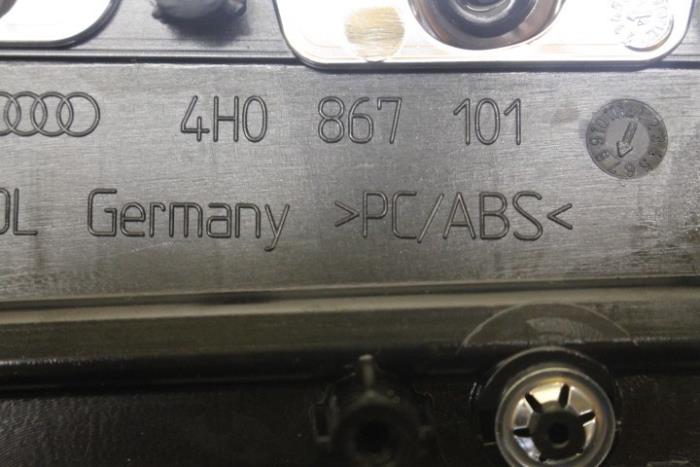 4H0 867 101
OL Germany >PC/ABS<